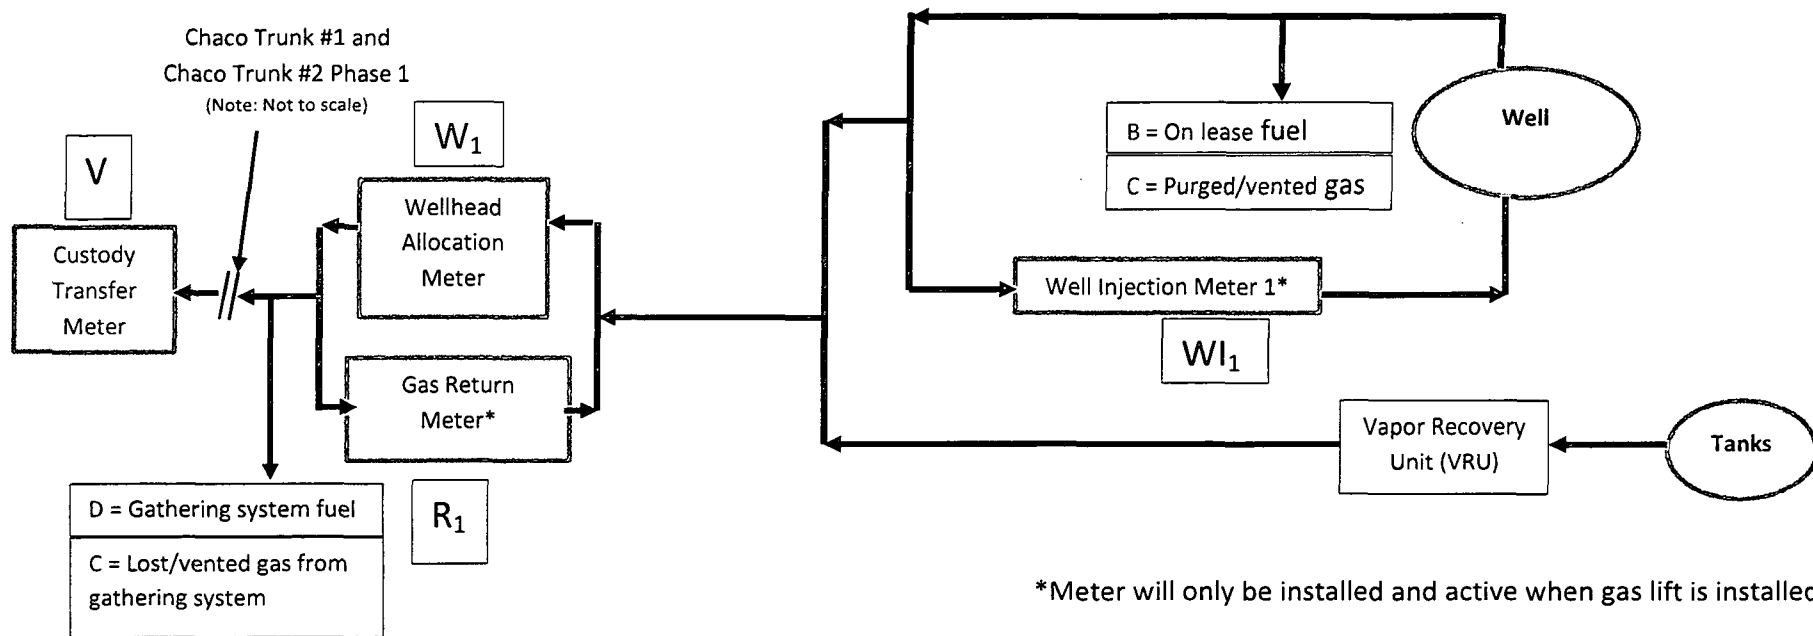 Chaco Trunk #1 and
Chaco Trunk #2 Phase 1
(Note: Not to scale)
V
Custody
Transfer
Meter
W₁
Wellhead
Allocation
Meter
Gas Return
Meter*
R₁
D = Gathering system fuel
C = Lost/vented gas from
gathering system
B = On lease fuel
C = Purged/vented gas
Well
Well Injection Meter 1*
WI₁
Vapor Recovery
Unit (VRU)
Tanks
*Meter will only be installed and active when gas lift is installed